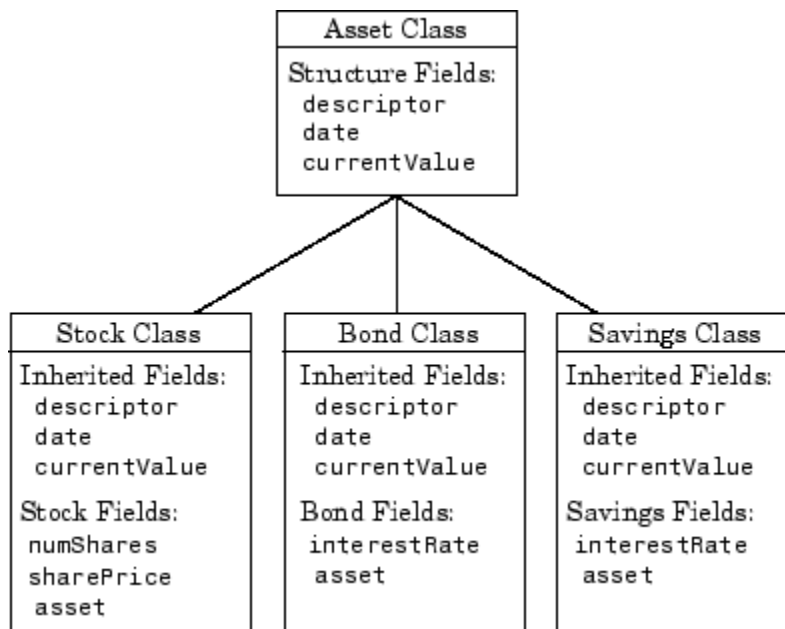 Asset Class
Structure Fields:
descriptor
date
currentValue
Stock Class
Inherited Fields:
descriptor
date
currentValue
Stock Fields:
numShares
sharePrice
asset
Bond Class
Inherited Fields:
descriptor
date
currentValue
Bond Fields:
interestRate
asset
Savings Class
Inherited Fields:
descriptor
date
currentValue
Savings Fields:
interestRate
asset